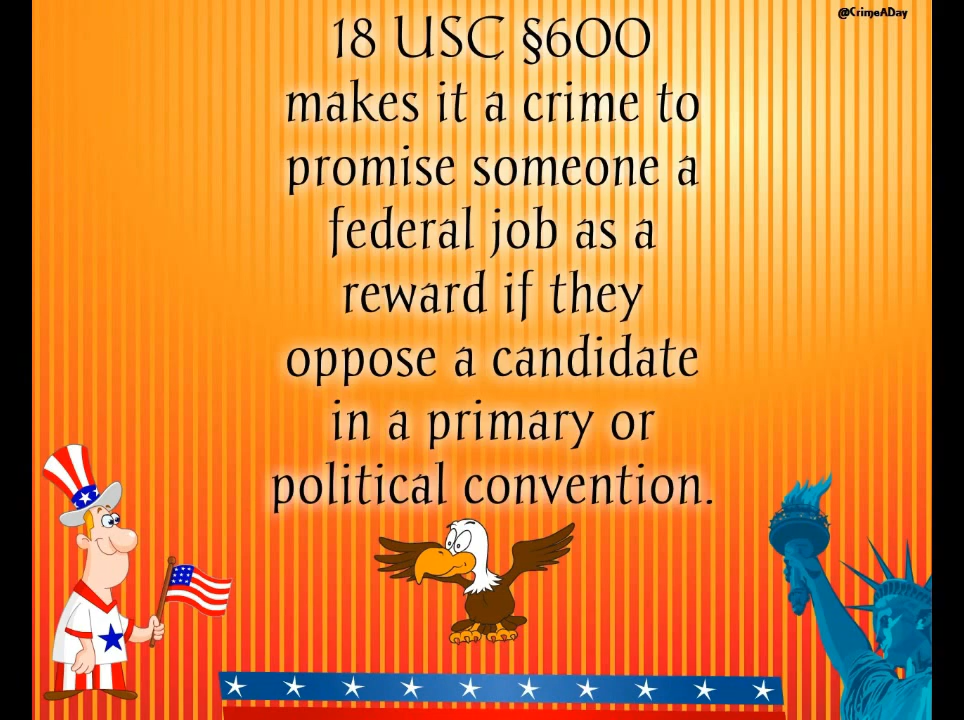 @CrimeADay
18 USC §600
makes it a crime to
promise someone a
federal job as a
reward if they
oppose a candidate
in a primary or
political convention.